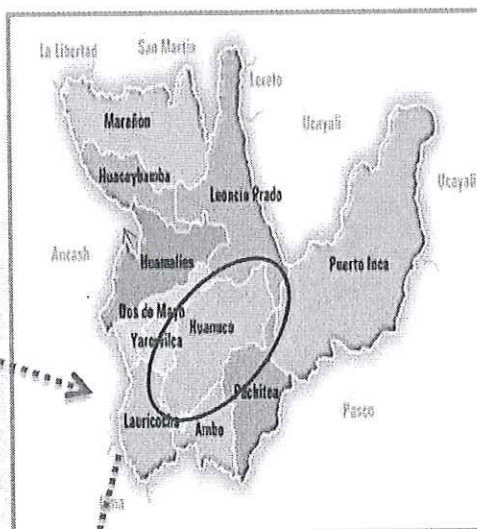 La Libertad
San Martin
Loreto
Marañon
Ucayali
Huacaybamba
Leoncio Prado
Ucayali
Ancash
Huamalies
Puerto Inca
Dos de Mayo
Huanuco
Yarowilca
Pachitea
Pasco
Lauricocha
Ambo
Lima